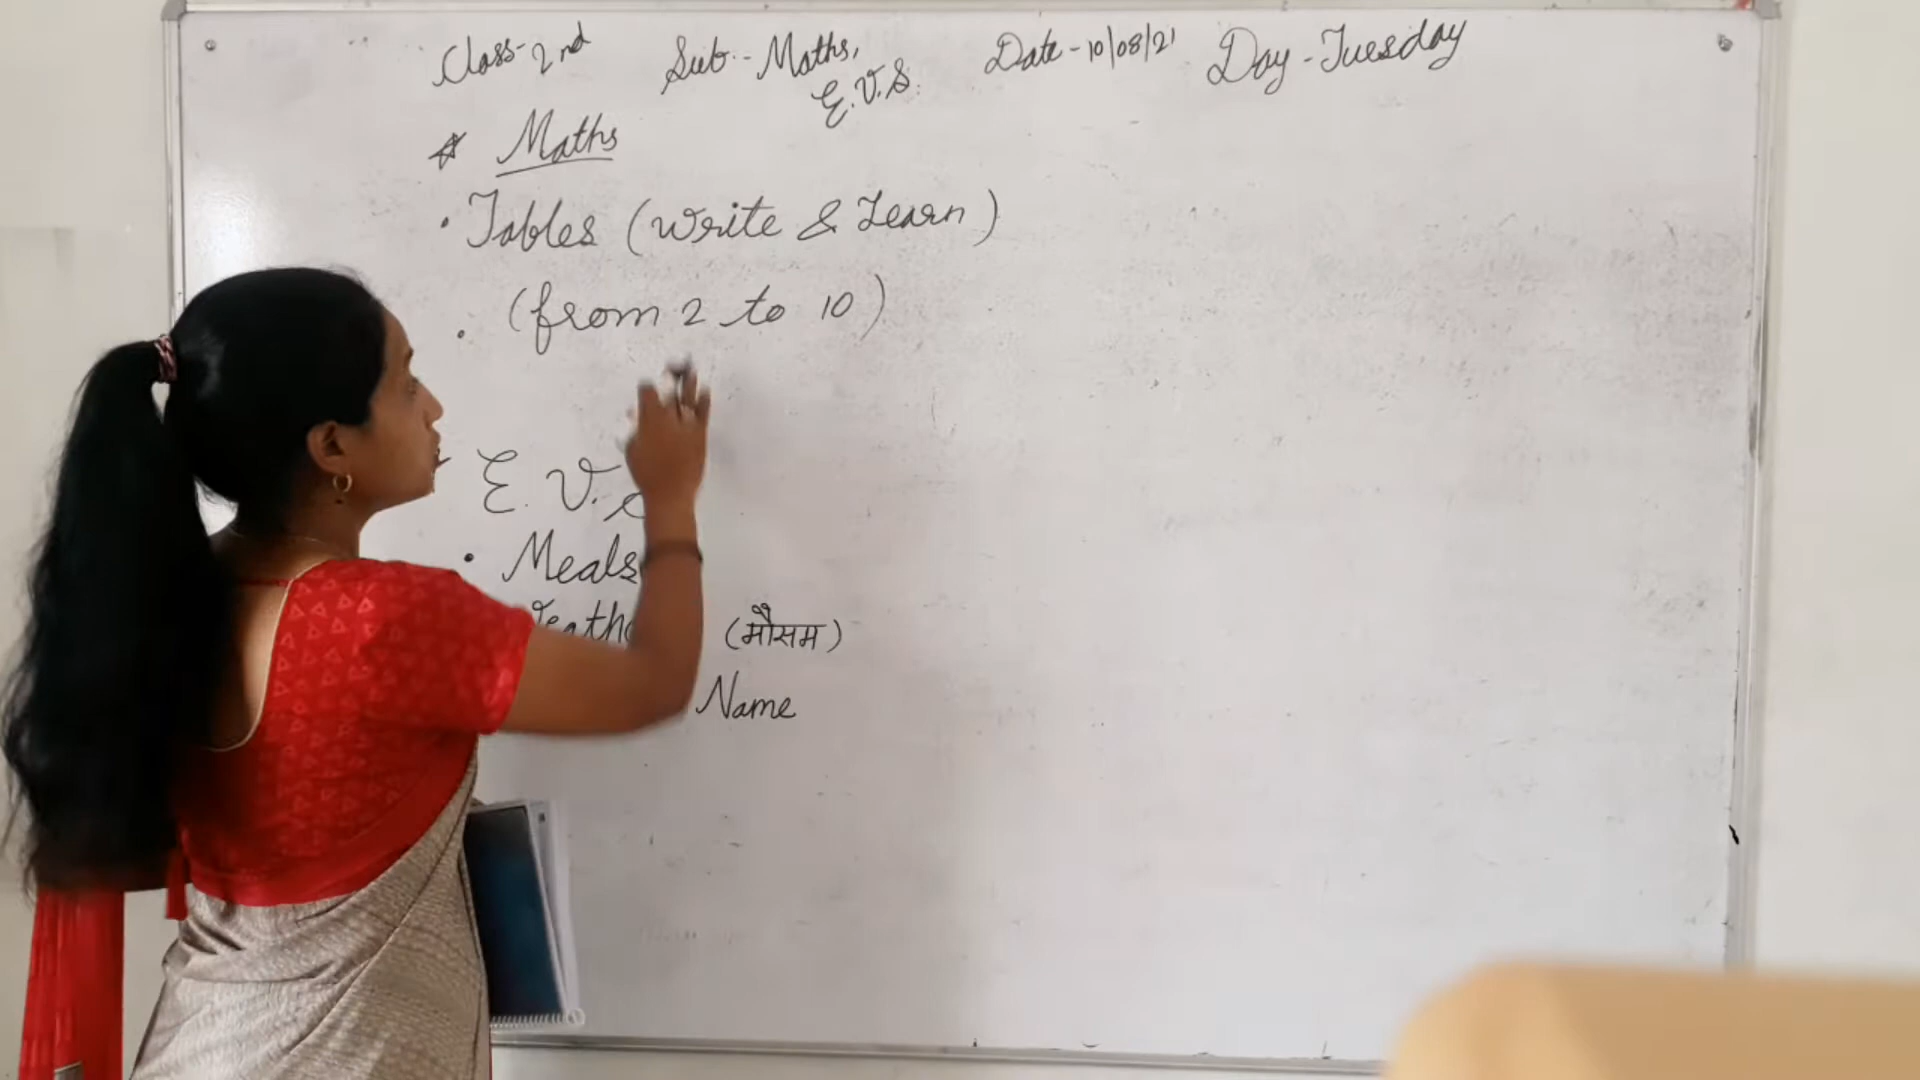 Class-2nd Sub-Maths, Date-10/08/21 Day-Tuesday
E.V.S.
Maths
• Tables (Write & Learn)
• (from 2 to 10)
E.V.
• Meals
(मौसम)
Name